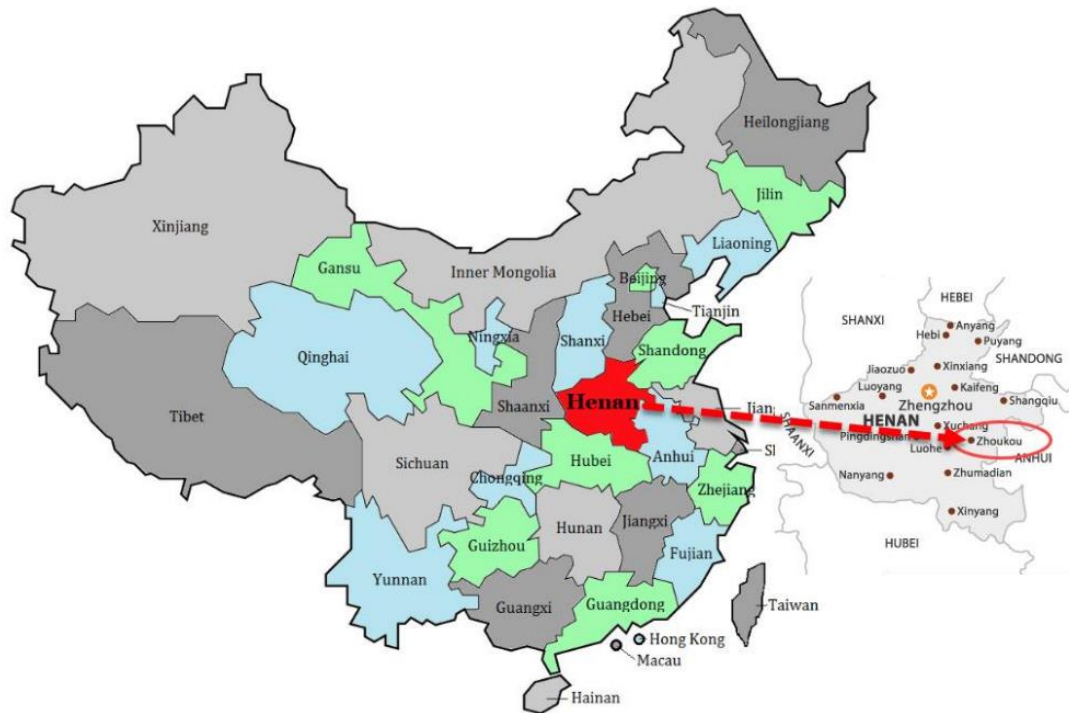 Heilongjiang
Jilin
Xinjiang
Liaoning
Gansu
Inner Mongolia
Beijing
Tianjin
Hebei
Ningxia
Shanxi
Qinghai
Shandong
Shaanxi
Henan
Tibet
Sichuan
Hubei
Anhui
Chongqing
Zhejiang
Hunan
Jiangxi
Guizhou
Fujian
Yunnan
Guangxi
Guangdong
Taiwan
Hong Kong
Macau
Hainan
HEBEI
SHANXI
Anyang
Hebi
Puyang
SHANDONG
Jiaozuo
Xinxiang
Luoyang
Kaifeng
Sanmenxia
Zhengzhou
Shangqiu
HENAN
Xuchang
SHAANXI
Zhoukou
Luohe
ANHUI
Nanyang
Zhumadian
Xinyang
HUBEI